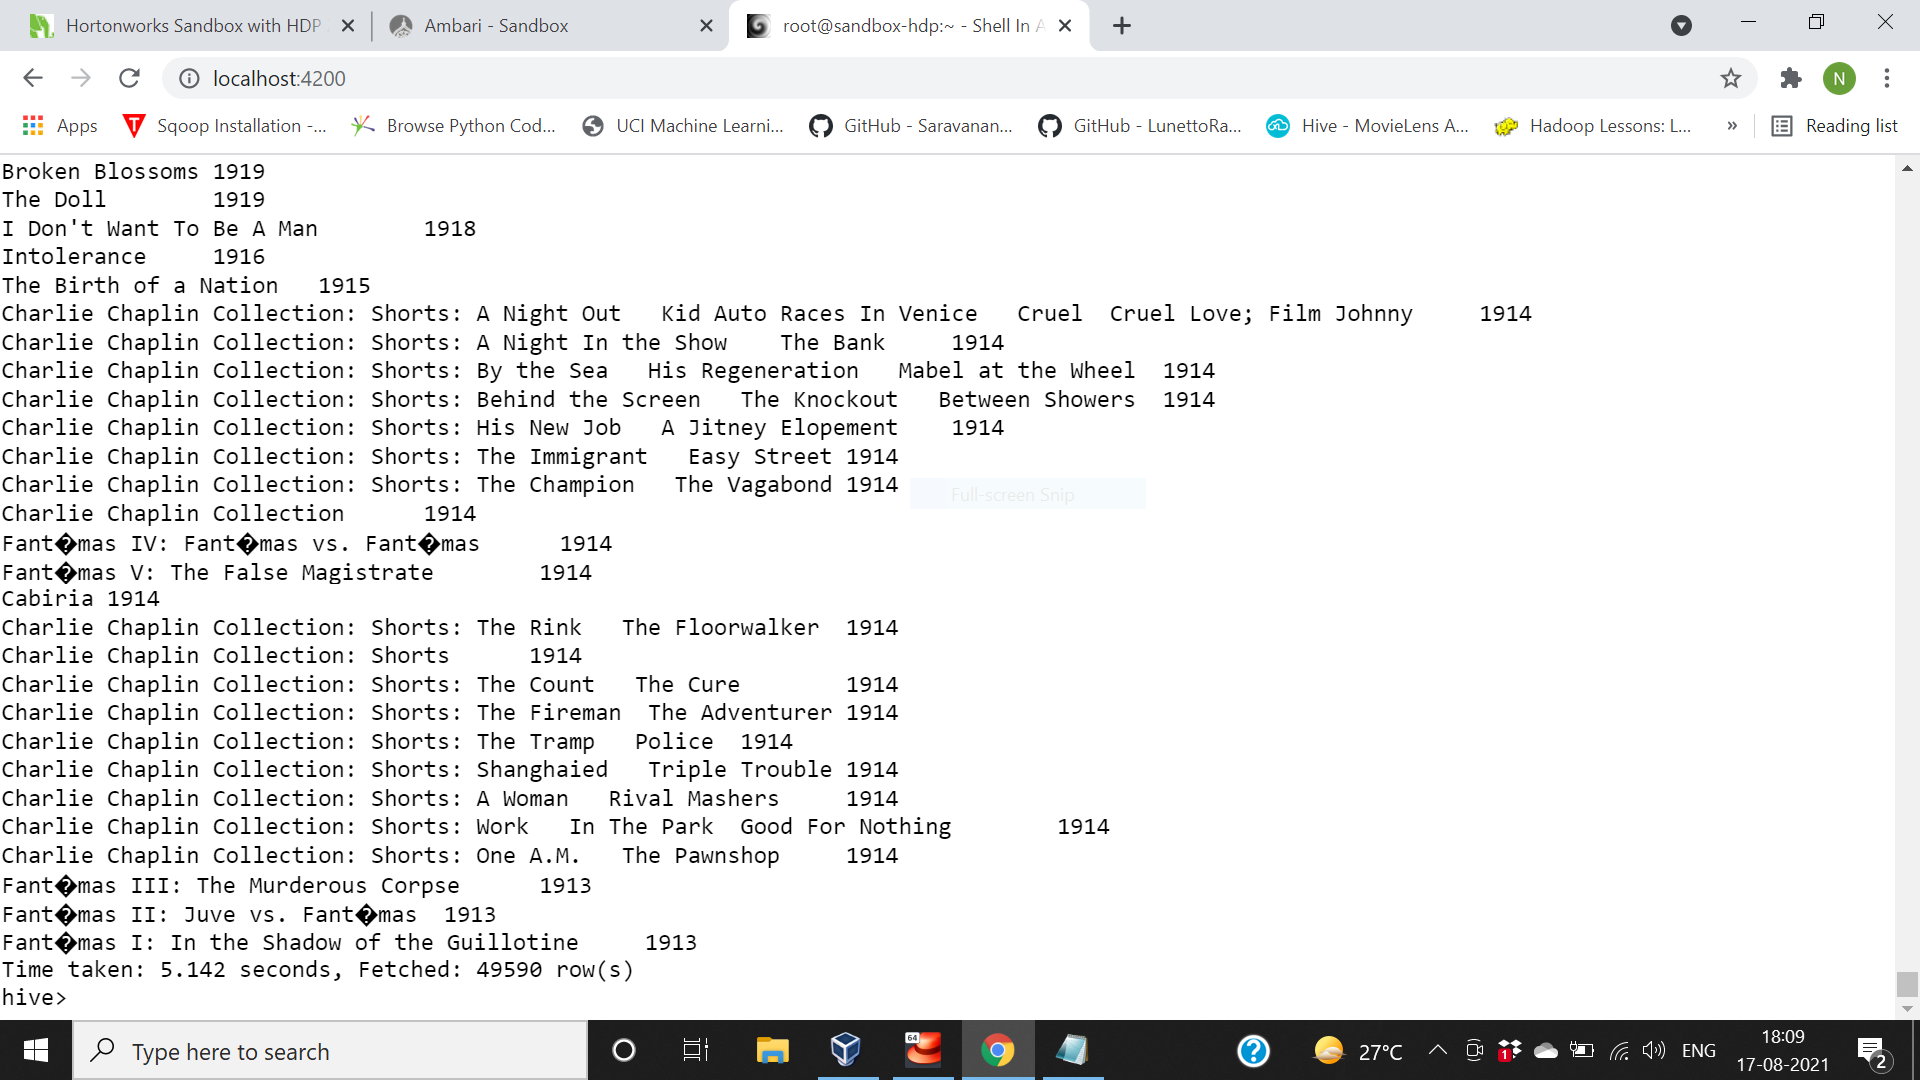 Hortonworks Sandbox with HDP
Ambari - Sandbox
root@sandbox-hdp:~ - Shell In A
localhost:4200
N
Apps
Sqoop Installation -...
Browse Python Cod...
UCI Machine Learni...
GitHub - Saravanan...
GitHub - LunettoRa...
Hive - MovieLens A...
Hadoop Lessons: L...
»
Reading list
Broken Blossoms 1919
The Doll 1919
I Don't Want To Be A Man 1918
Intolerance 1916
The Birth of a Nation 1915
Charlie Chaplin Collection: Shorts: A Night Out Kid Auto Races In Venice Cruel Cruel Love; Film Johnny 1914
Charlie Chaplin Collection: Shorts: A Night In the Show The Bank 1914
Charlie Chaplin Collection: Shorts: By the Sea His Regeneration Mabel at the Wheel 1914
Charlie Chaplin Collection: Shorts: Behind the Screen The Knockout Between Showers 1914
Charlie Chaplin Collection: Shorts: His New Job A Jitney Elopement 1914
Charlie Chaplin Collection: Shorts: The Immigrant Easy Street 1914
Charlie Chaplin Collection: Shorts: The Champion The Vagabond 1914
Full-screen Snip
Charlie Chaplin Collection 1914
Fant�mas IV: Fant�mas vs. Fant�mas 1914
Fant�mas V: The False Magistrate 1914
Cabiria 1914
Charlie Chaplin Collection: Shorts: The Rink The Floorwalker 1914
Charlie Chaplin Collection: Shorts 1914
Charlie Chaplin Collection: Shorts: The Count The Cure 1914
Charlie Chaplin Collection: Shorts: The Fireman The Adventurer 1914
Charlie Chaplin Collection: Shorts: The Tramp Police 1914
Charlie Chaplin Collection: Shorts: Shanghaied Triple Trouble 1914
Charlie Chaplin Collection: Shorts: A Woman Rival Mashers 1914
Charlie Chaplin Collection: Shorts: Work In The Park Good For Nothing 1914
Charlie Chaplin Collection: Shorts: One A.M. The Pawnshop 1914
Fant�mas III: The Murderous Corpse 1913
Fant�mas II: Juve vs. Fant�mas 1913
Fant�mas I: In the Shadow of the Guillotine 1913
Time taken: 5.142 seconds, Fetched: 49590 row(s)
hive>
Type here to search
64
?
27°C
1
ENG
18:09
17-08-2021
2